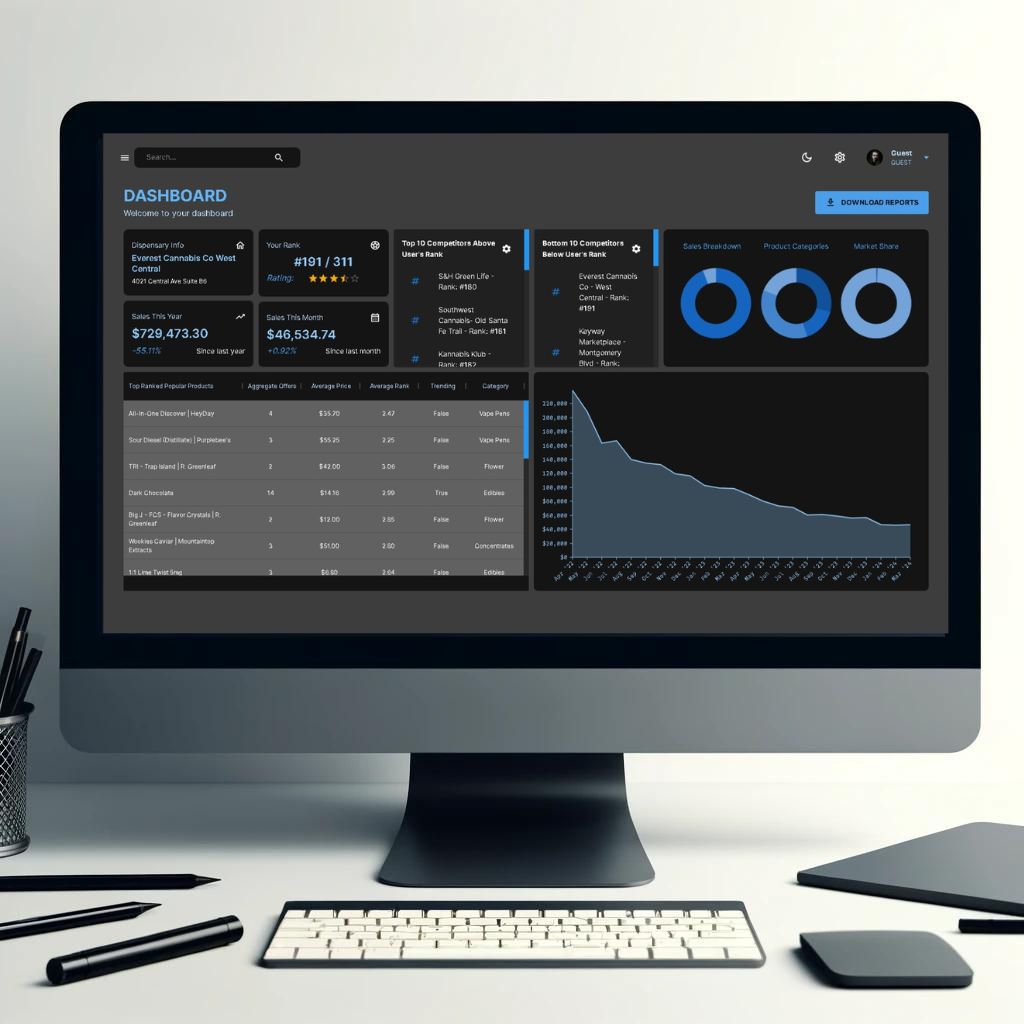 Search...
Guest
GUEST
DASHBOARD
Welcome to your dashboard
DOWNLOAD REPORTS
Dispensary Info
Everest Cannabis Co West
Central
4021 Central Ave Suite B6
Your Rank
#191 / 311
Rating:
Sales This Year
$729,473.30
-55.11%
Since last year
Sales This Month
$46,534.74
+0.92%
Since last month
Top 10 Competitors Above
User's Rank
#
S&H Green Life -
Rank: #180
#
Southwest
Cannabis- Old Santa
Fe Trail - Rank: #181
#
Kannabis Klub -
Rank: #182
Bottom 10 Competitors
Below User's Rank
#
Everest Cannabis
Co - West
Central - Rank:
#191
#
Keyway
Marketplace -
Montgomery
Blvd - Rank:
Sales Breakdown
Product Categories
Market Share
Top Ranked Popular Products | Aggregate Offers | Average Price | Average Rank | Trending | Category |
All-In-One Discover | HeyDay 4 $35.70 2.47 False Vape Pens
Sour Diesel (Distillate) | Purplebee's 3 $55.25 2.25 False Vape Pens
TRI - Trap Island | R. Greenleaf 2 $42.00 3.06 False Flower
Dark Chocolate 14 $14.16 2.99 True Edibles
Big J - FCS - Flavor Crystals | R.
Greenleaf 2 $12.00 2.85 False Flower
Wookies Caviar | Mountaintop
Extracts 3 $51.00 2.80 False Concentrates
1:1 Lime Twist 5mg 3 $6.60 2.64 False Edibles
220,000
$200,000
$180,000
$160,000
$140,000
$120,000
$100,000
$80,000
$60,000
$40,000
$20,000
$0
Apr '22 May '22 Jun '22 Jul '22 Aug '22 Sep '22 Oct '22 Nov '22 Dec '22 Jan '23 Feb '23 Mar '23 Apr '23 May '23 Jun '23 Jul '23 Aug '23 Sep '23 Oct '23 Nov '23 Dec '23 Jan '24 Feb '24 Mar '24